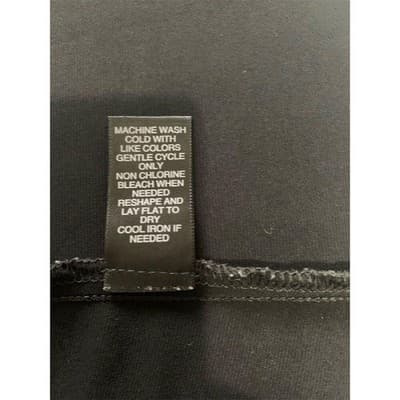 MACHINE WASH
COLD WITH
LIKE COLORS
GENTLE CYCLE
ONLY
NON CHLORINE
BLEACH WHEN
NEEDED
RESHAPE AND
LAY FLAT TO
DRY
COOL IRON IF
NEEDED